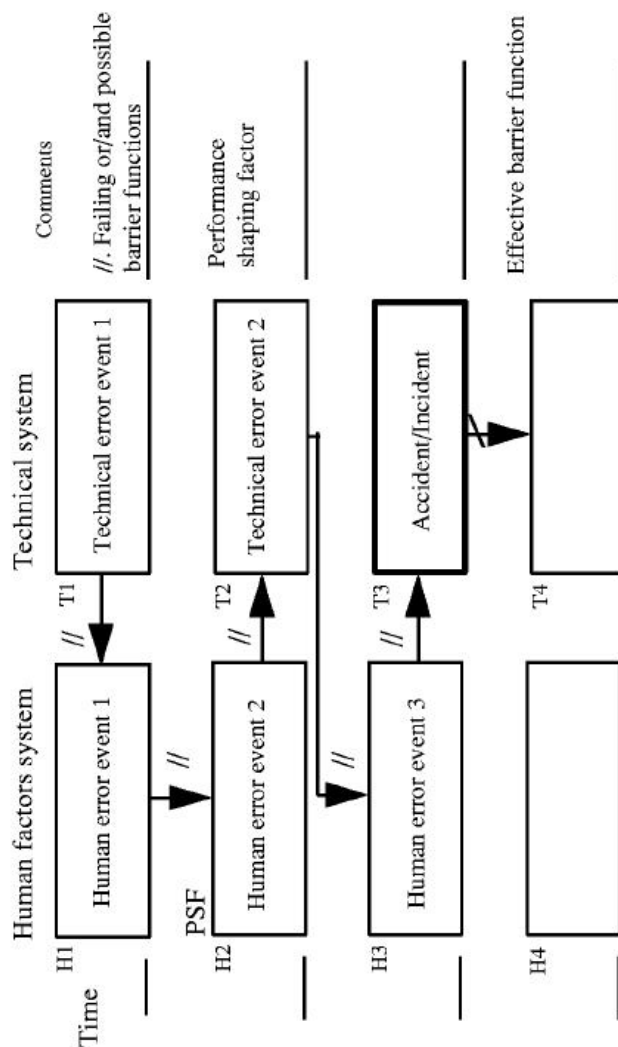 Human factors system
Technical system
Comments
Time
H1
Human error event 1
//
T1
Technical error event 1
//. Failing or/and possible
barrier functions
//
PSF
H2
Human error event 2
//
T2
Technical error event 2
Performance
shaping factor
//
H3
Human error event 3
//
T3
Accident/Incident
H4
T4
Effective barrier function